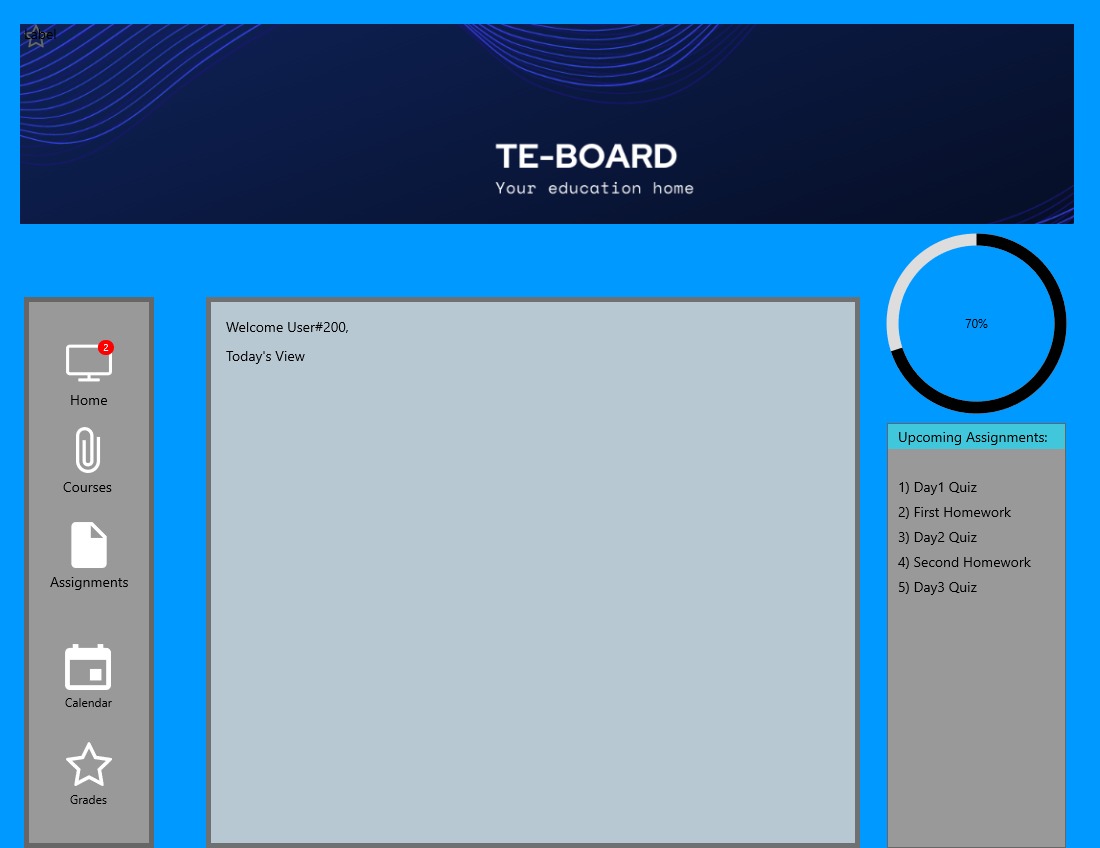 Label
TE-BOARD
Your education home
70%
2
Home
Courses
Assignments
Calendar
Grades
Welcome User#200,
Today's View
Upcoming Assignments:
1) Day1 Quiz
2) First Homework
3) Day2 Quiz
4) Second Homework
5) Day3 Quiz